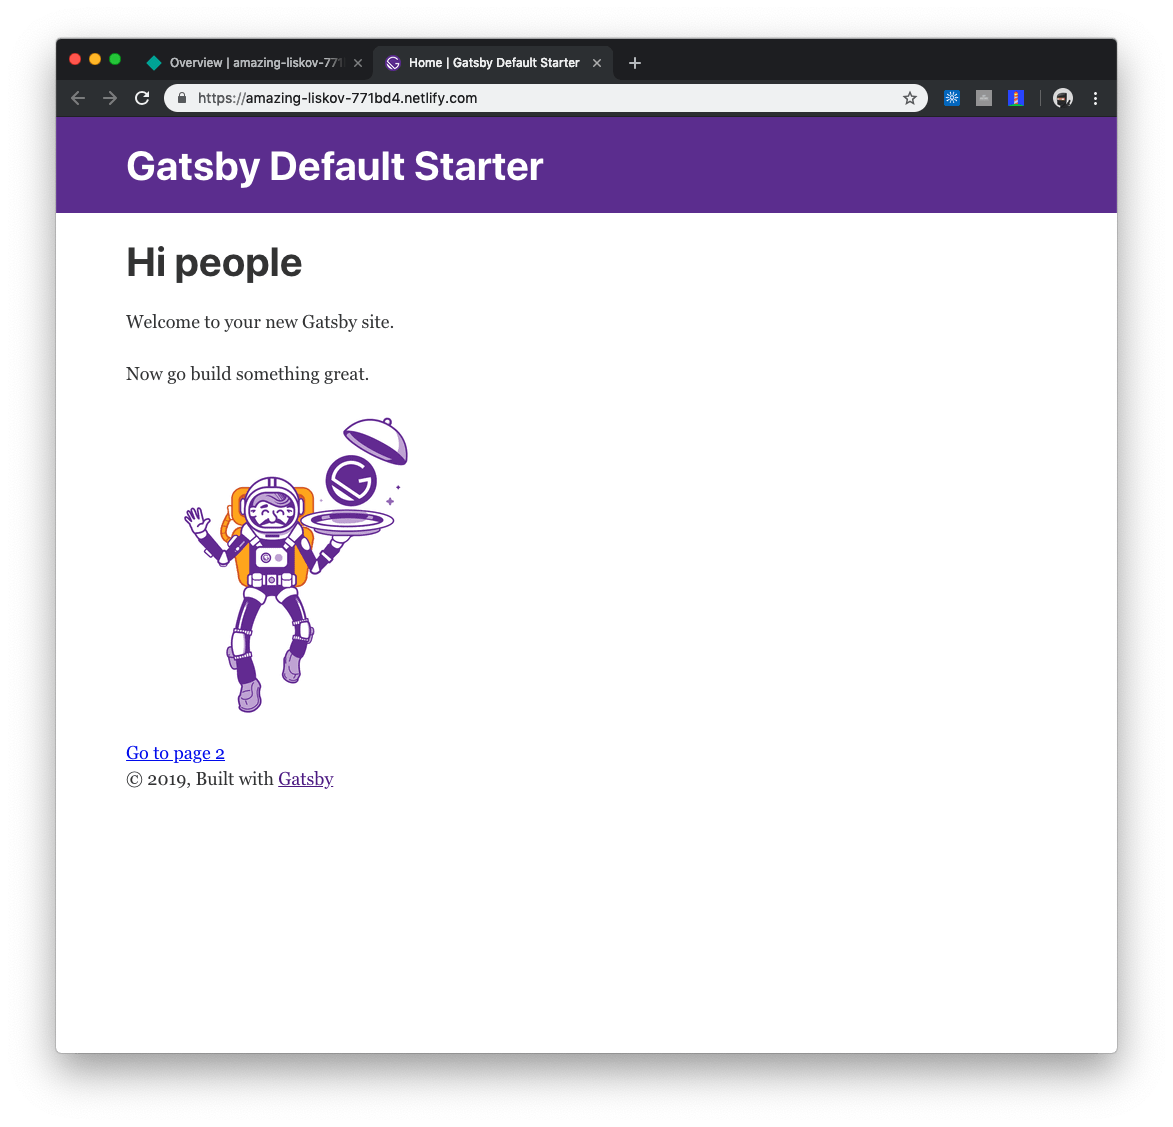 Overview | amazing-liskov-771
Home | Gatsby Default Starter
https://amazing-liskov-771bd4.netlify.com
Gatsby Default Starter
Hi people
Welcome to your new Gatsby site.
Now go build something great.
Go to page 2
© 2019, Built with Gatsby